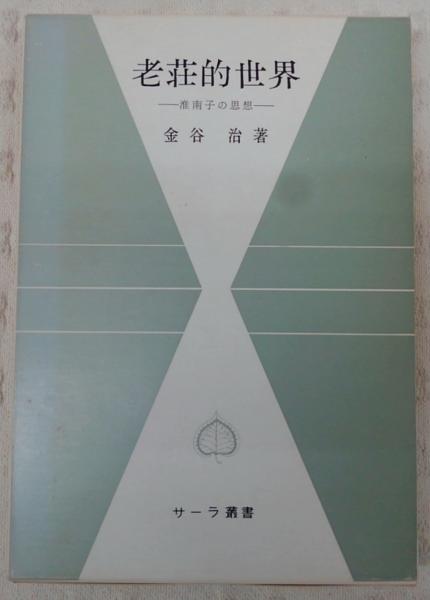 老荘的世界
──淮南子の思想──
金谷 治著
サーラ叢書